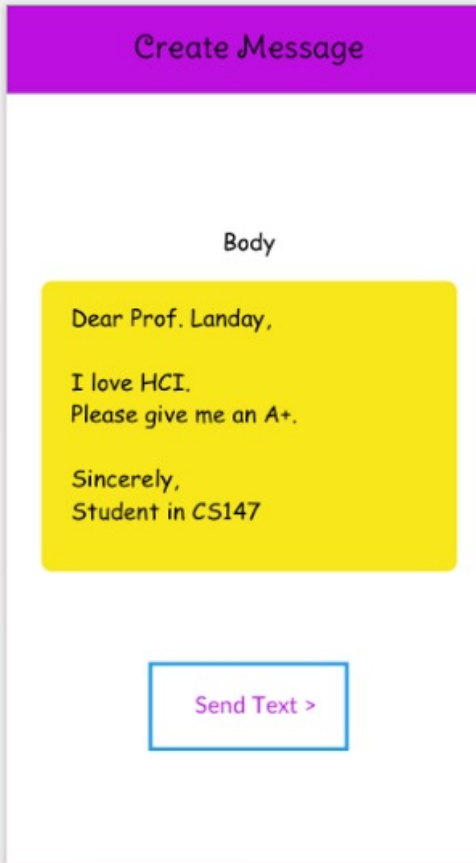 Create Message
Body
Dear Prof. Landay,
I love HCI.
Please give me an A+.
Sincerely,
Student in CS147
Send Text >